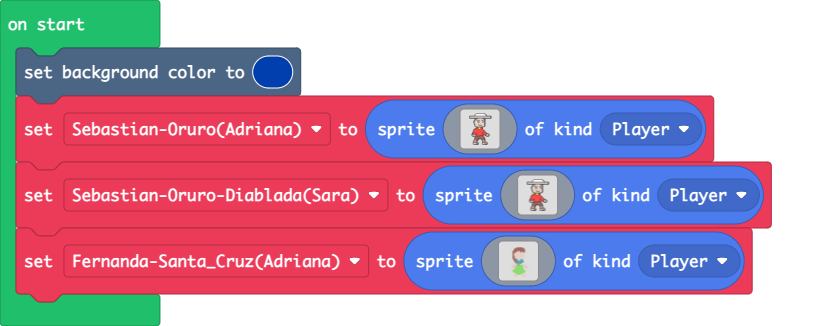 on start
set background color to
set Sebastian-Oruro(Adriana) to sprite of kind Player
set Sebastian-Oruro-Diablada(Sara) to sprite of kind Player
set Fernanda-Santa_Cruz(Adriana) to sprite of kind Player